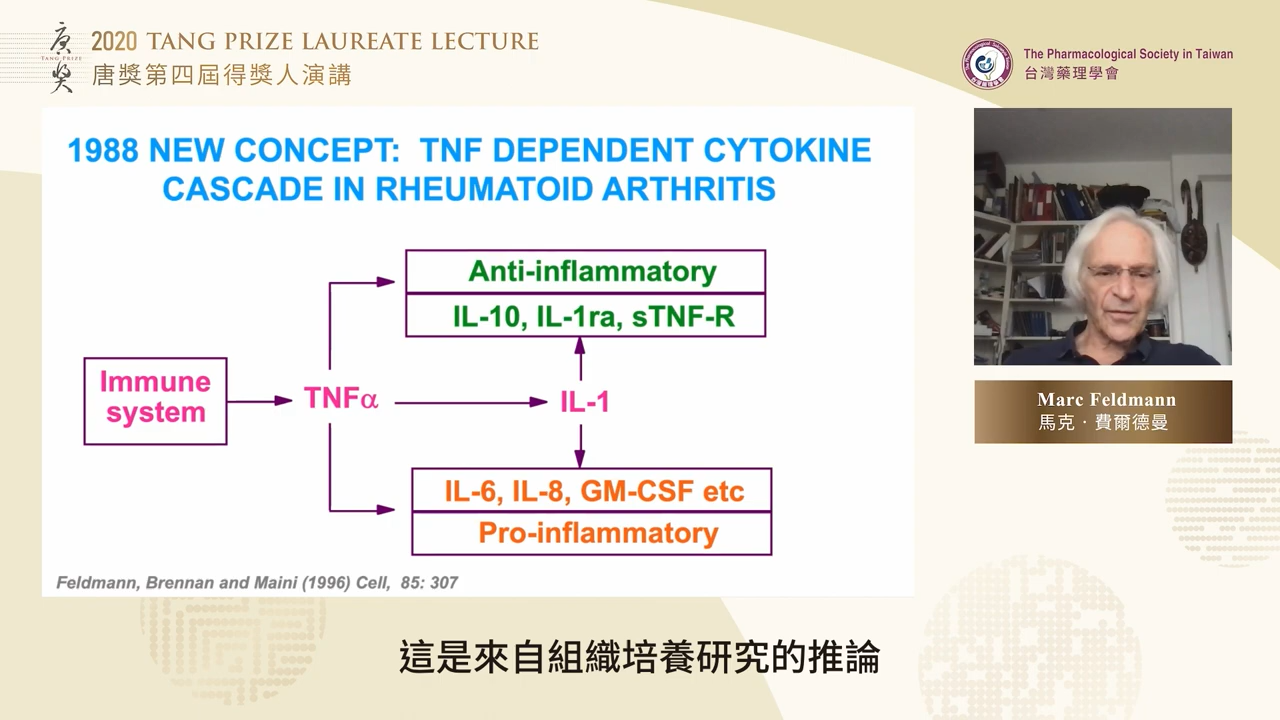 唐獎
TANG PRIZE
2020 TANG PRIZE LAUREATE LECTURE
唐獎第四屆得獎人演講
The Pharmacological Society in Taiwan
台灣藥理學會
1988 NEW CONCEPT: TNF DEPENDENT CYTOKINE
CASCADE IN RHEUMATOID ARTHRITIS
Anti-inflammatory
IL-10, IL-1ra, sTNF-R
Immune
system
TNFα
IL-1
IL-6, IL-8, GM-CSF etc
Pro-inflammatory
Feldmann, Brennan and Maini (1996) Cell, 85: 307
Marc Feldmann
馬克・費爾德曼
這是來自組織培養研究的推論